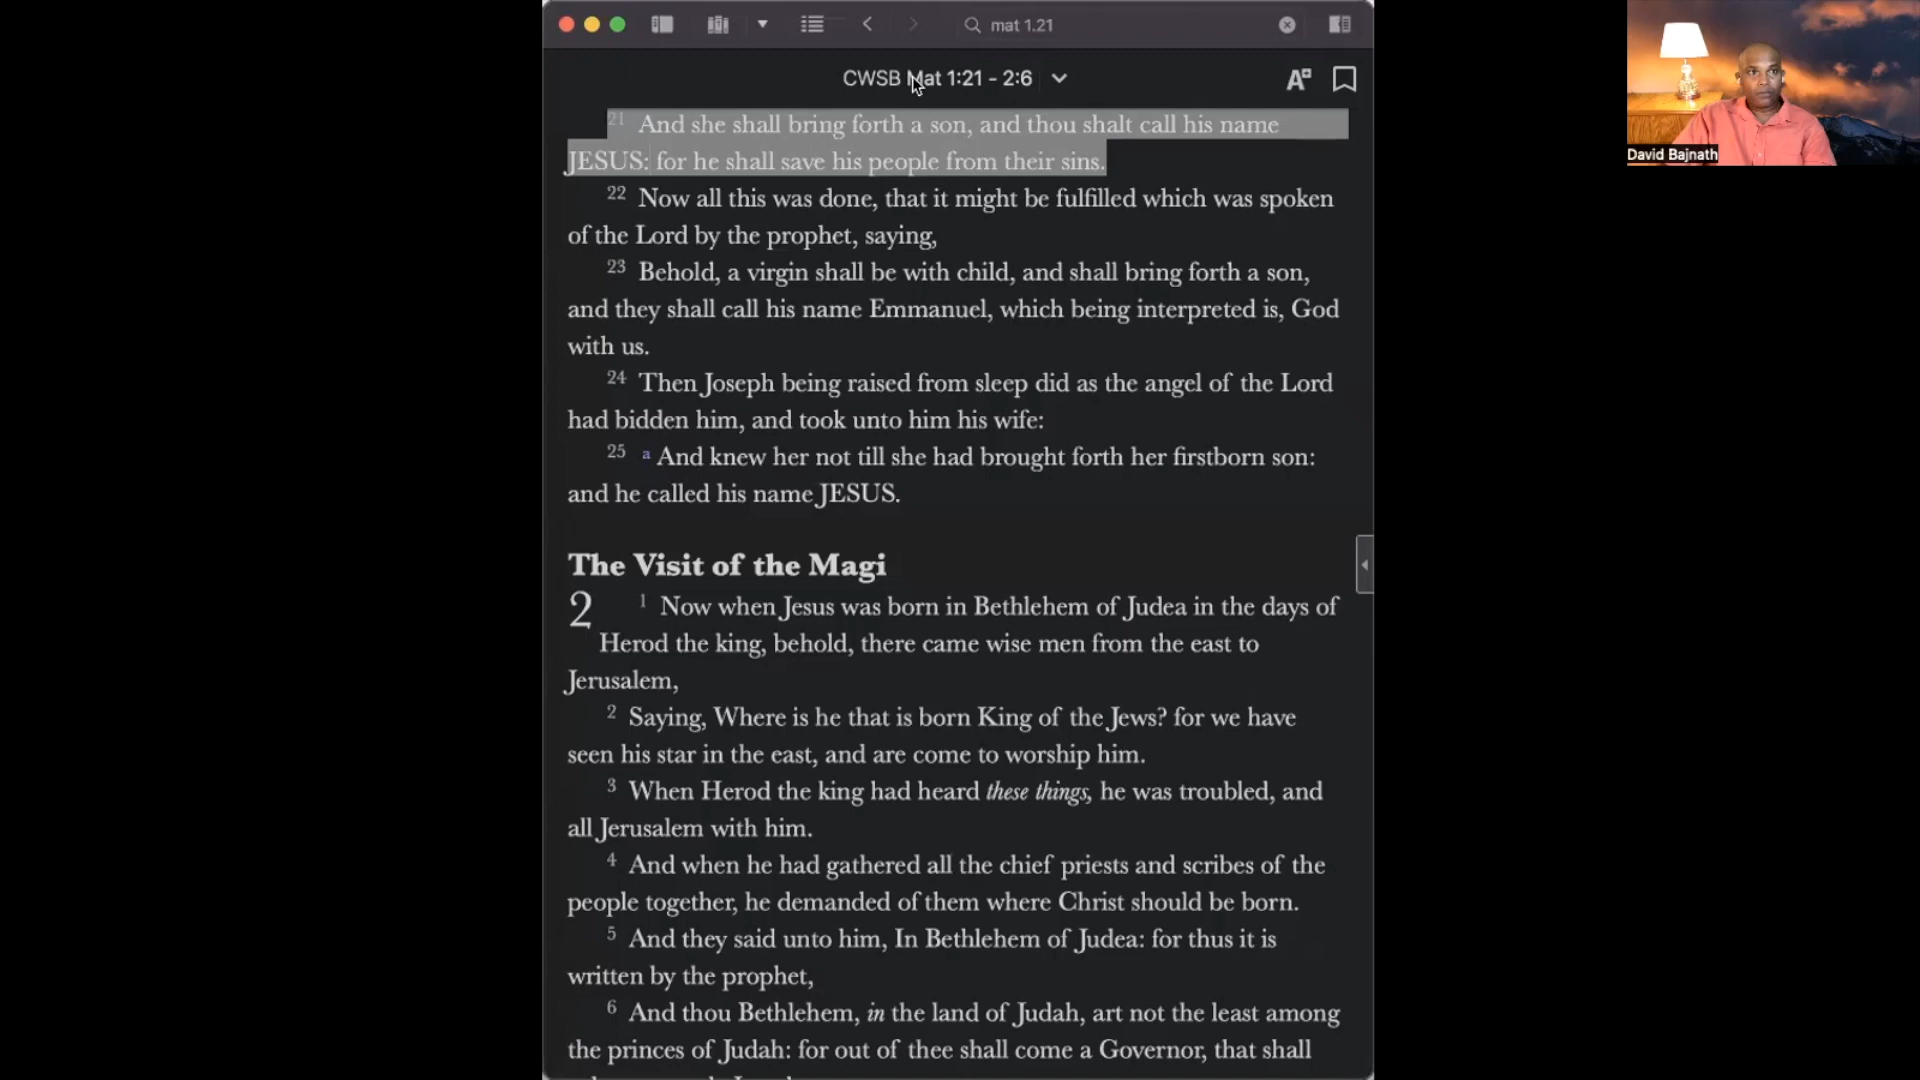 mat 1.21
CWSB Mat 1:21 - 2:6
A
21 And she shall bring forth a son, and thou shalt call his name
JESUS: for he shall save his people from their sins.
22 Now all this was done, that it might be fulfilled which was spoken
of the Lord by the prophet, saying,
23 Behold, a virgin shall be with child, and shall bring forth a son,
and they shall call his name Emmanuel, which being interpreted is, God
with us.
24 Then Joseph being raised from sleep did as the angel of the Lord
had bidden him, and took unto him his wife:
25 a And knew her not till she had brought forth her firstborn son:
and he called his name JESUS.
The Visit of the Magi
2 1 Now when Jesus was born in Bethlehem of Judea in the days of
Herod the king, behold, there came wise men from the east to
Jerusalem,
2 Saying, Where is he that is born King of the Jews? for we have
seen his star in the east, and are come to worship him.
3 When Herod the king had heard these things, he was troubled, and
all Jerusalem with him.
4 And when he had gathered all the chief priests and scribes of the
people together, he demanded of them where Christ should be born.
5 And they said unto him, In Bethlehem of Judea: for thus it is
written by the prophet,
6 And thou Bethlehem, in the land of Judah, art not the least among
the princes of Judah: for out of thee shall come a Governor, that shall
David Bajnath